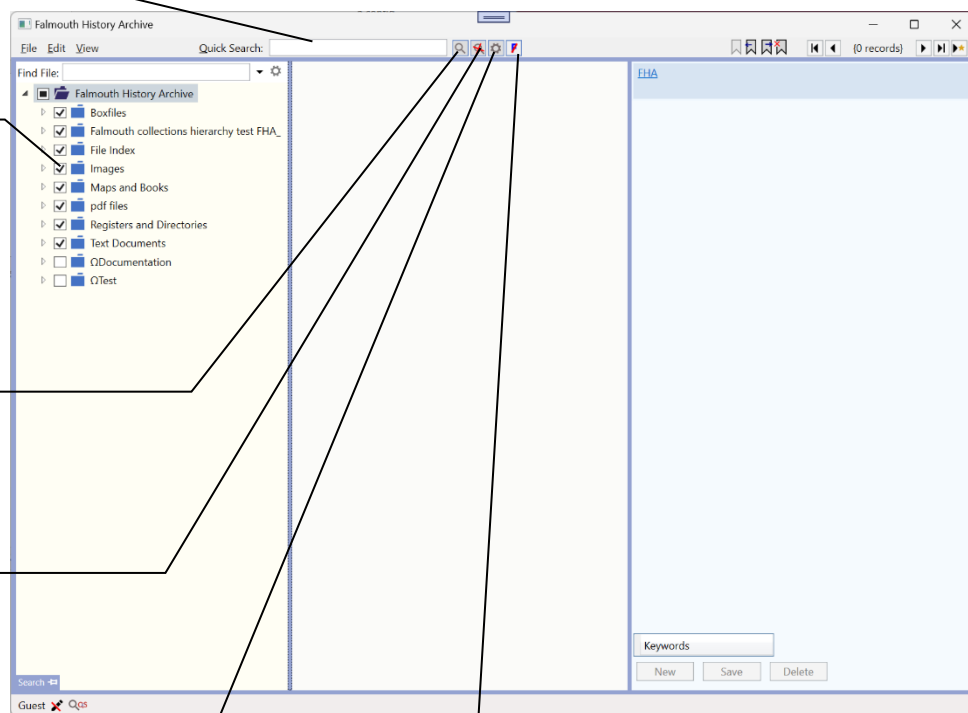 Falmouth History Archive
File Edit View Quick Search: (0 records)
Find File:
FHA
Falmouth History Archive
Boxfiles
Falmouth collections hierarchy test FHA_
File Index
Images
Maps and Books
pdf files
Registers and Directories
Text Documents
ΩDocumentation
ΩTest
Keywords
New Save Delete
Search
Guest QS